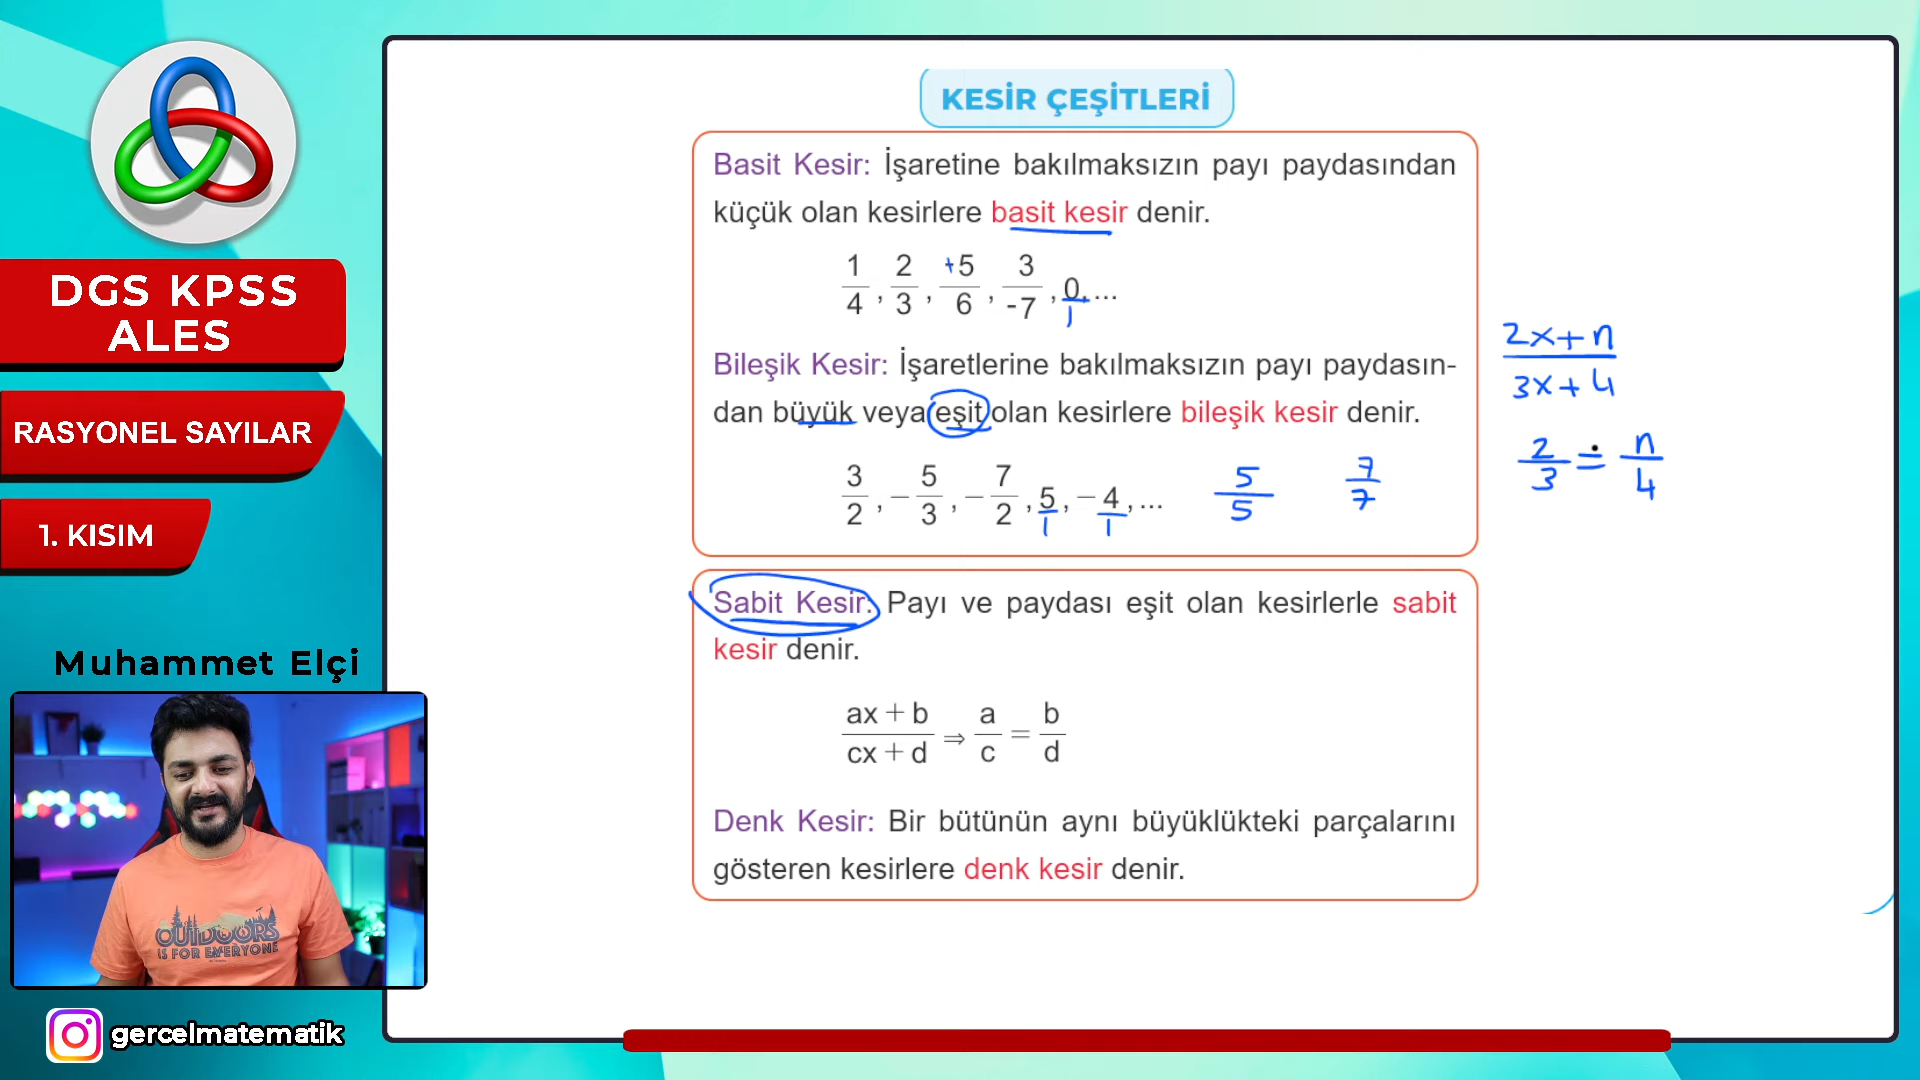 KESİR ÇEŞİTLERİ
Basit Kesir: İşaretine bakılmaksızın payı paydasından
küçük olan kesirlere basit kesir denir.
1/4, 2/3, +5/6, 3/-7, 0/1, ...
Bileşik Kesir: İşaretlerine bakılmaksızın payı paydasın-
dan büyük veya eşit olan kesirlere bileşik kesir denir.
3/2, -5/3, -7/2, 5/1, -4/1, ... 5/5 7/7
2x+n/3x+4
2/3 = n/4
Sabit Kesir: Payı ve paydası eşit olan kesirlerle sabit
kesir denir.
ax+b/cx+d ⇒ a/c = b/d
Denk Kesir: Bir bütünün aynı büyüklükteki parçalarını
gösteren kesirlere denk kesir denir.
DGS KPSS
ALES
RASYONEL SAYILAR
1. KISIM
Muhammet Elçi
OUTDOORS
IS FOR EVERYONE
gercelmatematik